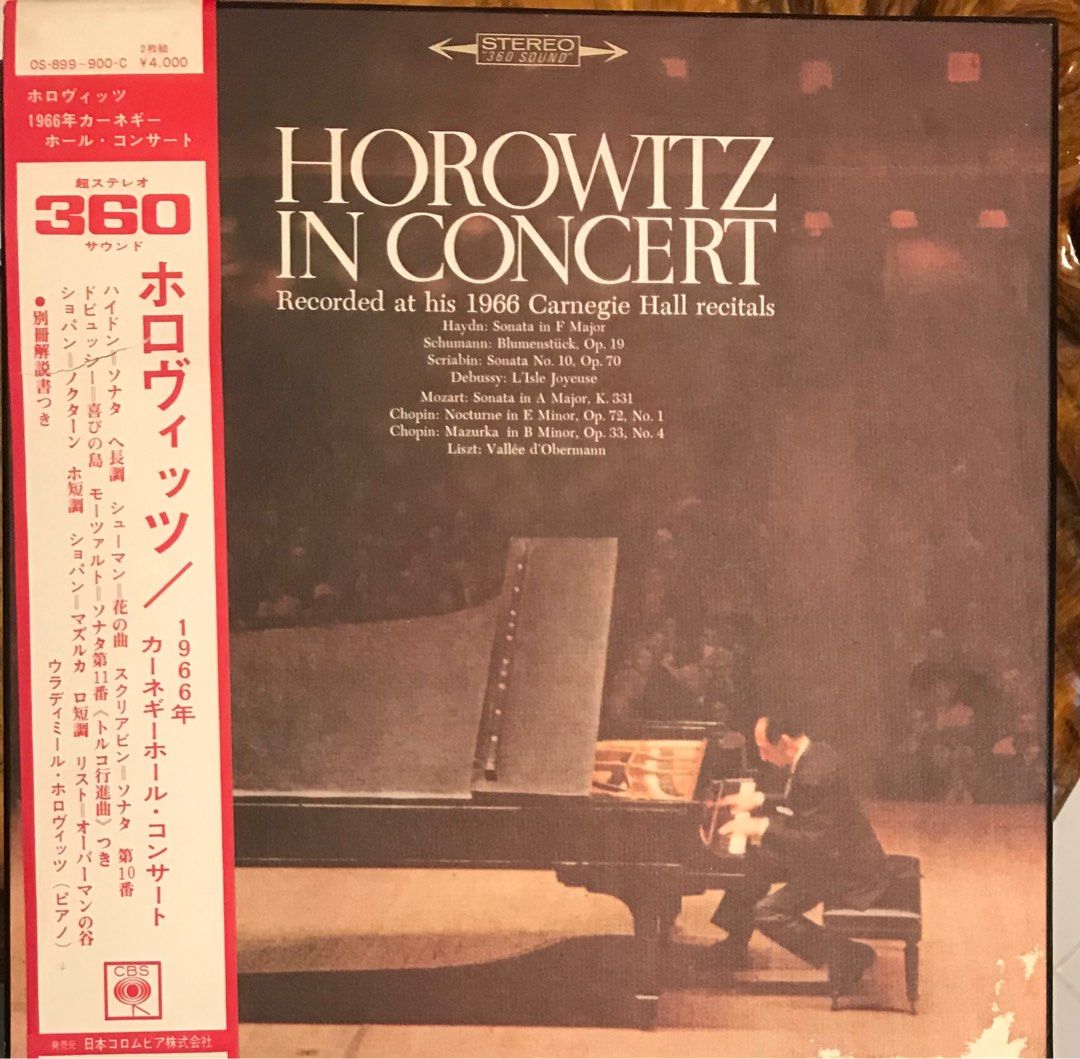 2枚組
OS-899~900-C ¥4,000
ホロヴィッツ
1966年カーネギー
ホール・コンサート
超ステレオ
360
サウンド
ホロヴィッツ/1966年カーネギーホール・コンサート
ハイドン=ソナタ ヘ長調 シューマン=花の曲 スクリアビン=ソナタ 第10番
ドビュッシー=喜びの島 モーツァルト=ソナタ第11番《トルコ行進曲》つき
ショパン=ノクターン ホ短調 ショパン=マズルカ ロ短調 リスト=オーバーマンの谷
●別冊解説書つき
ウラディミール・ホロヴィッツ(ピアノ)
CBS
発売元 日本コロムビア株式会社
STEREO
"360 SOUND"
HOROWITZ
IN CONCERT
Recorded at his 1966 Carnegie Hall recitals
Haydn: Sonata in F Major
Schumann: Blumenstück, Op. 19
Scriabin: Sonata No. 10, Op. 70
Debussy: L'Isle Joyeuse
Mozart: Sonata in A Major, K. 331
Chopin: Nocturne in E Minor, Op. 72, No. 1
Chopin: Mazurka in B Minor, Op. 33, No. 4
Liszt: Vallée d'Obermann